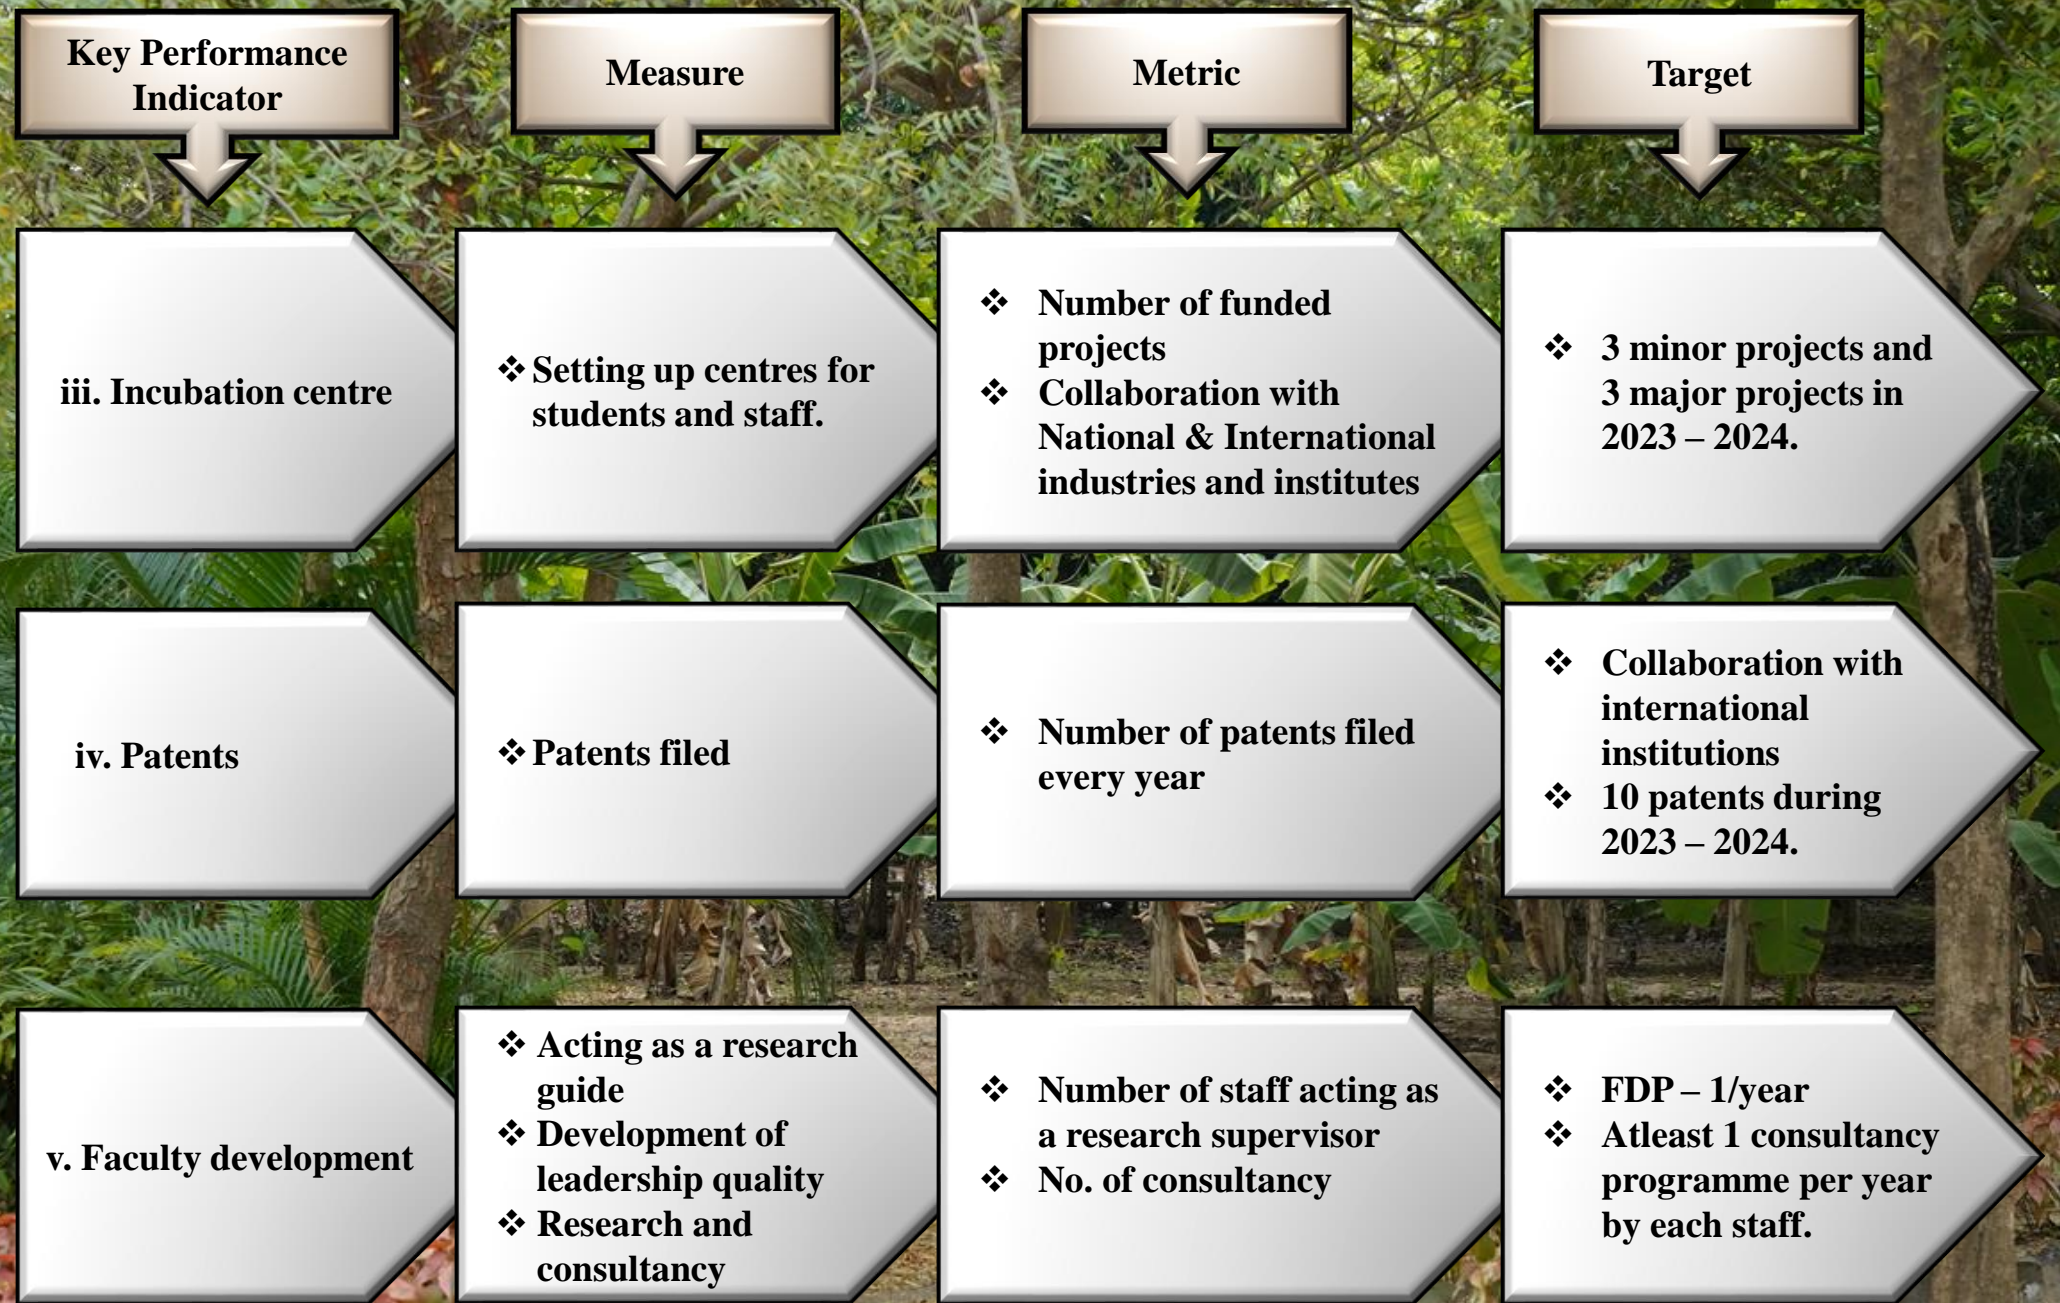 Key Performance
Indicator
Measure
Metric
Target
iii. Incubation centre
❖ Setting up centres for
students and staff.
❖ Number of funded
projects
❖ Collaboration with
National & International
industries and institutes
❖ 3 minor projects and
3 major projects in
2023 – 2024.
iv. Patents
❖ Patents filed
❖ Number of patents filed
every year
❖ Collaboration with
international
institutions
❖ 10 patents during
2023 – 2024.
v. Faculty development
❖ Acting as a research
guide
❖ Development of
leadership quality
❖ Research and
consultancy
❖ Number of staff acting as
a research supervisor
❖ No. of consultancy
❖ FDP – 1/year
❖ Atleast 1 consultancy
programme per year
by each staff.